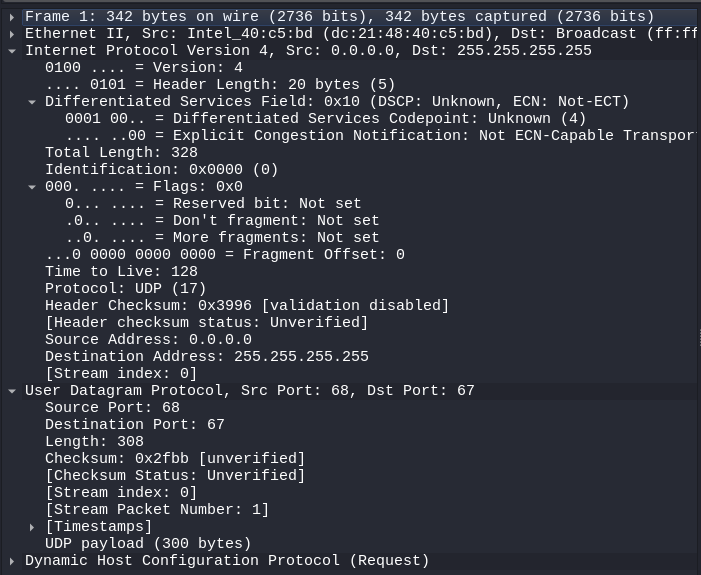 Frame 1: 342 bytes on wire (2736 bits), 342 bytes captured (2736 bits)
Ethernet II, Src: Intel_40:c5:bd (dc:21:48:40:c5:bd), Dst: Broadcast (ff:ff
Internet Protocol Version 4, Src: 0.0.0.0, Dst: 255.255.255.255
0100 .... = Version: 4
.... 0101 = Header Length: 20 bytes (5)
Differentiated Services Field: 0x10 (DSCP: Unknown, ECN: Not-ECT)
0001 00.. = Differentiated Services Codepoint: Unknown (4)
.... ..00 = Explicit Congestion Notification: Not ECN-Capable Transpor
Total Length: 328
Identification: 0x0000 (0)
000. .... = Flags: 0x0
0... .... = Reserved bit: Not set
.0.. .... = Don't fragment: Not set
..0. .... = More fragments: Not set
...0 0000 0000 0000 = Fragment Offset: 0
Time to Live: 128
Protocol: UDP (17)
Header Checksum: 0x3996 [validation disabled]
[Header checksum status: Unverified]
Source Address: 0.0.0.0
Destination Address: 255.255.255.255
[Stream index: 0]
User Datagram Protocol, Src Port: 68, Dst Port: 67
Source Port: 68
Destination Port: 67
Length: 308
Checksum: 0x2fbb [unverified]
[Checksum Status: Unverified]
[Stream index: 0]
[Stream Packet Number: 1]
[Timestamps]
UDP payload (300 bytes)
Dynamic Host Configuration Protocol (Request)